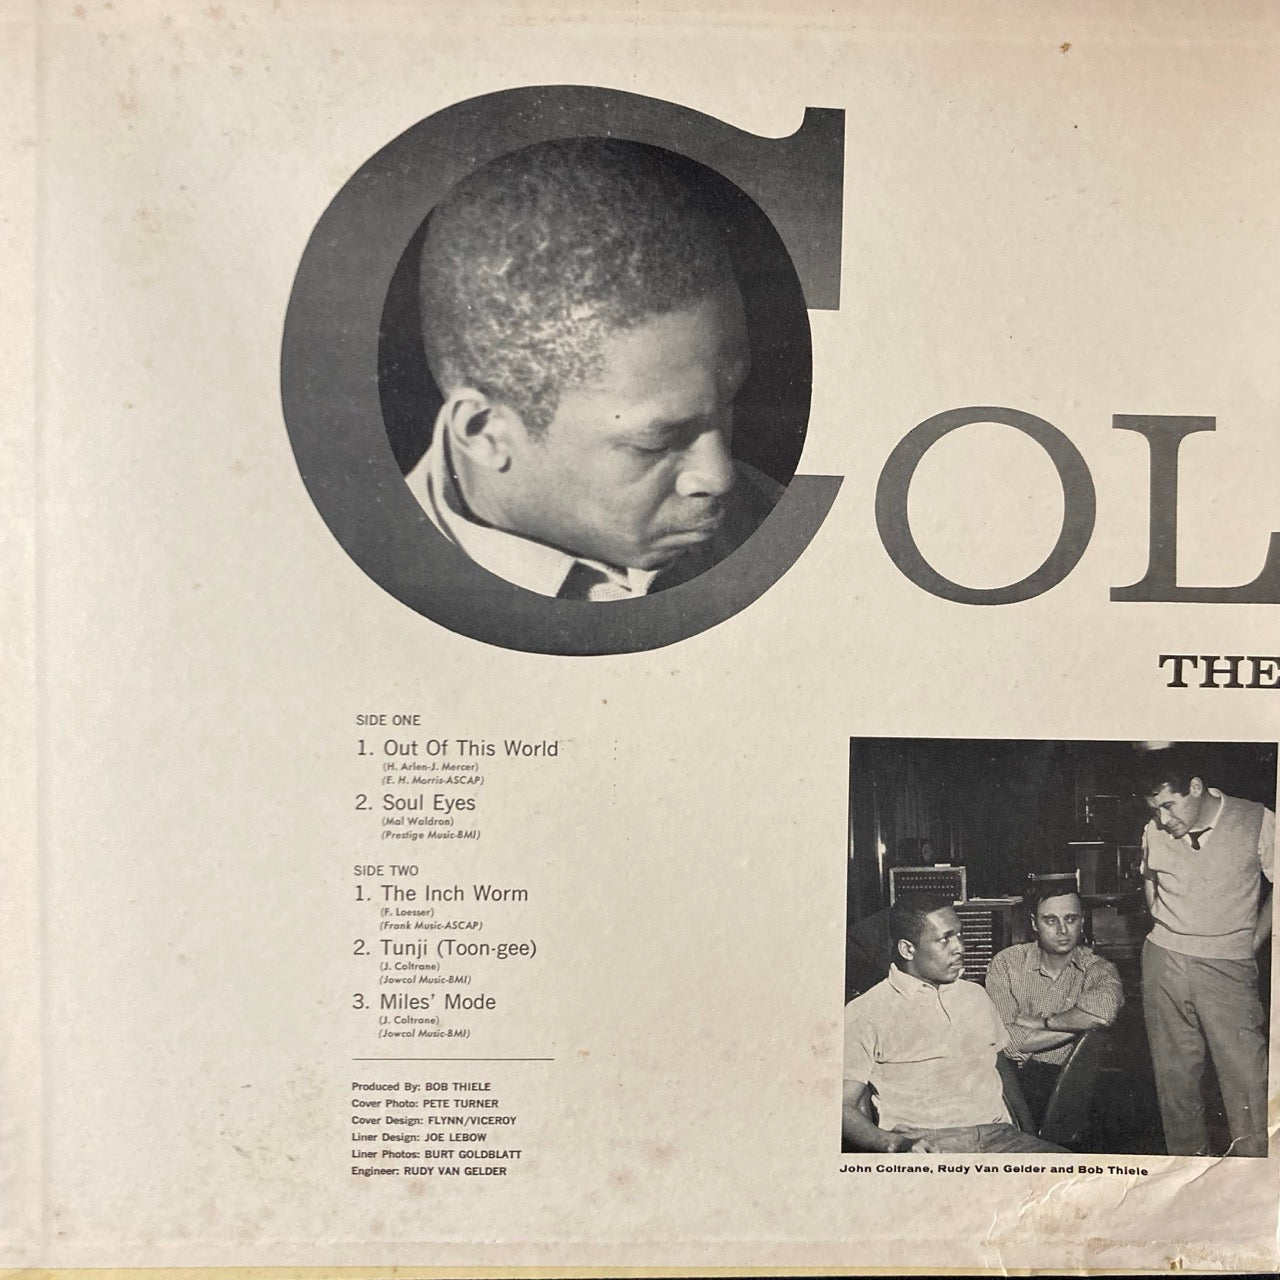 COL
THE
SIDE ONE
1. Out Of This World
(H. Arlen-J. Mercer)
(E. H. Morris-ASCAP)
2. Soul Eyes
(Mal Waldron)
(Prestige Music-BMI)
SIDE TWO
1. The Inch Worm
(F. Loesser)
(Frank Music-ASCAP)
2. Tunji (Toon-gee)
(J. Coltrane)
(Jowcol Music-BMI)
3. Miles' Mode
(J. Coltrane)
(Jowcol Music-BMI)
Produced By: BOB THIELE
Cover Photo: PETE TURNER
Cover Design: FLYNN/VICEROY
Liner Design: JOE LEBOW
Liner Photos: BURT GOLDBLATT
Engineer: RUDY VAN GELDER
John Coltrane, Rudy Van Gelder and Bob Thiele